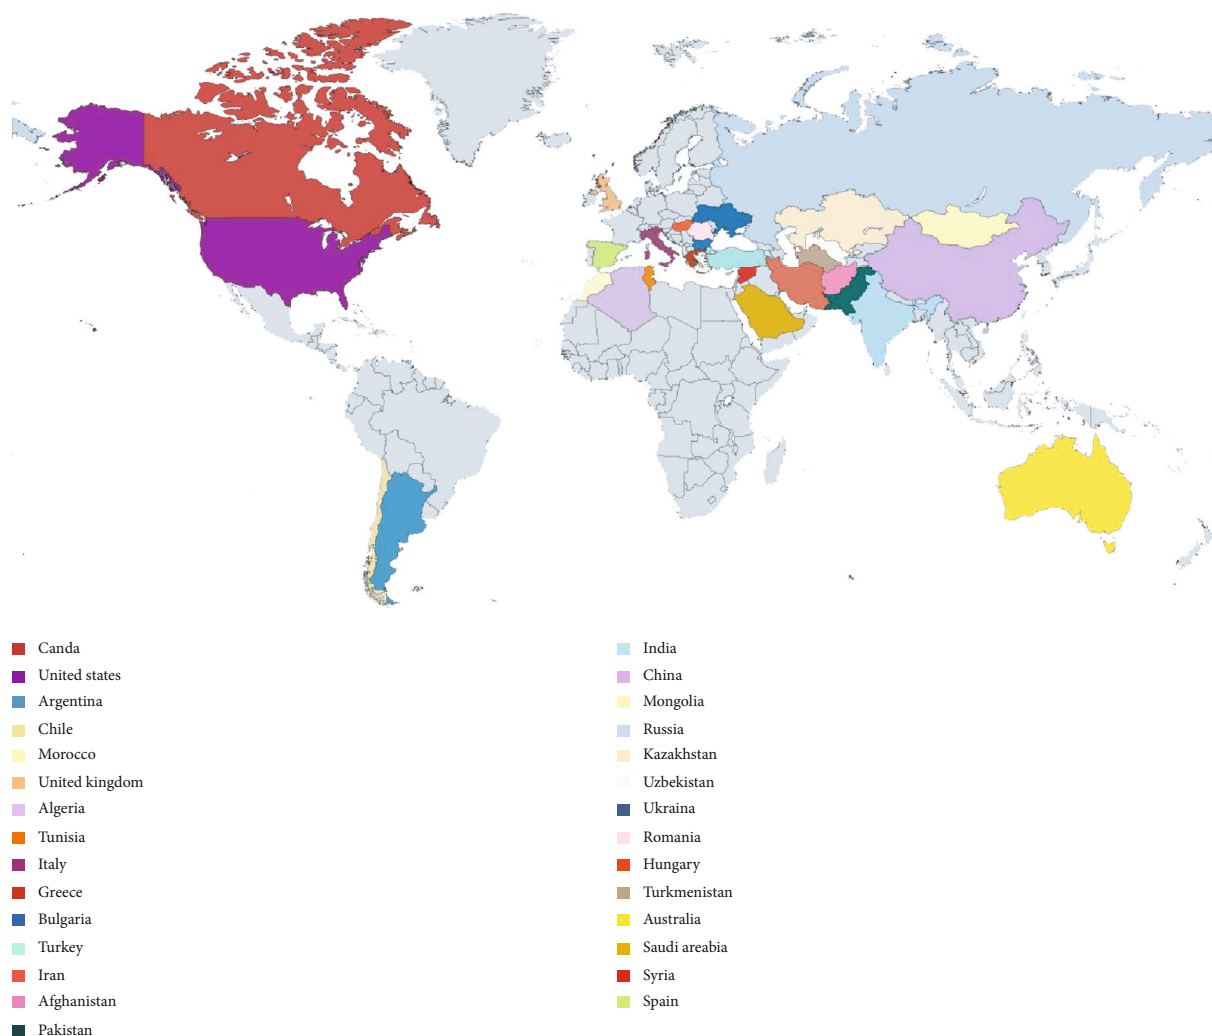 Canda
United states
Argentina
Chile
Morocco
United kingdom
Algeria
Tunisia
Italy
Greece
Bulgaria
Turkey
Iran
Afghanistan
Pakistan
India
China
Mongolia
Russia
Kazakhstan
Uzbekistan
Ukraina
Romania
Hungary
Turkmenistan
Australia
Saudi areabia
Syria
Spain